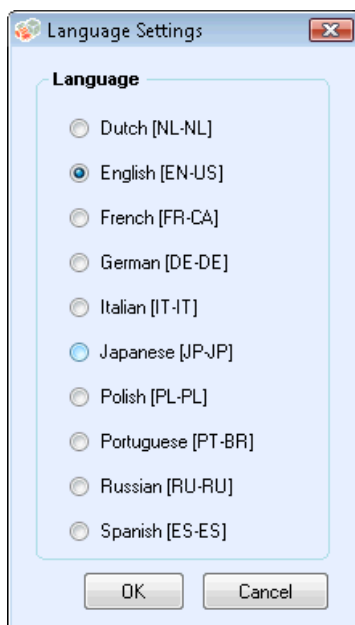 Language Settings
Language
Dutch [NL-NL]
English [EN-US]
French [FR-CA]
German [DE-DE]
Italian [IT-IT]
Japanese [JP-JP]
Polish [PL-PL]
Portuguese [PT-BR]
Russian [RU-RU]
Spanish [ES-ES]
OK Cancel